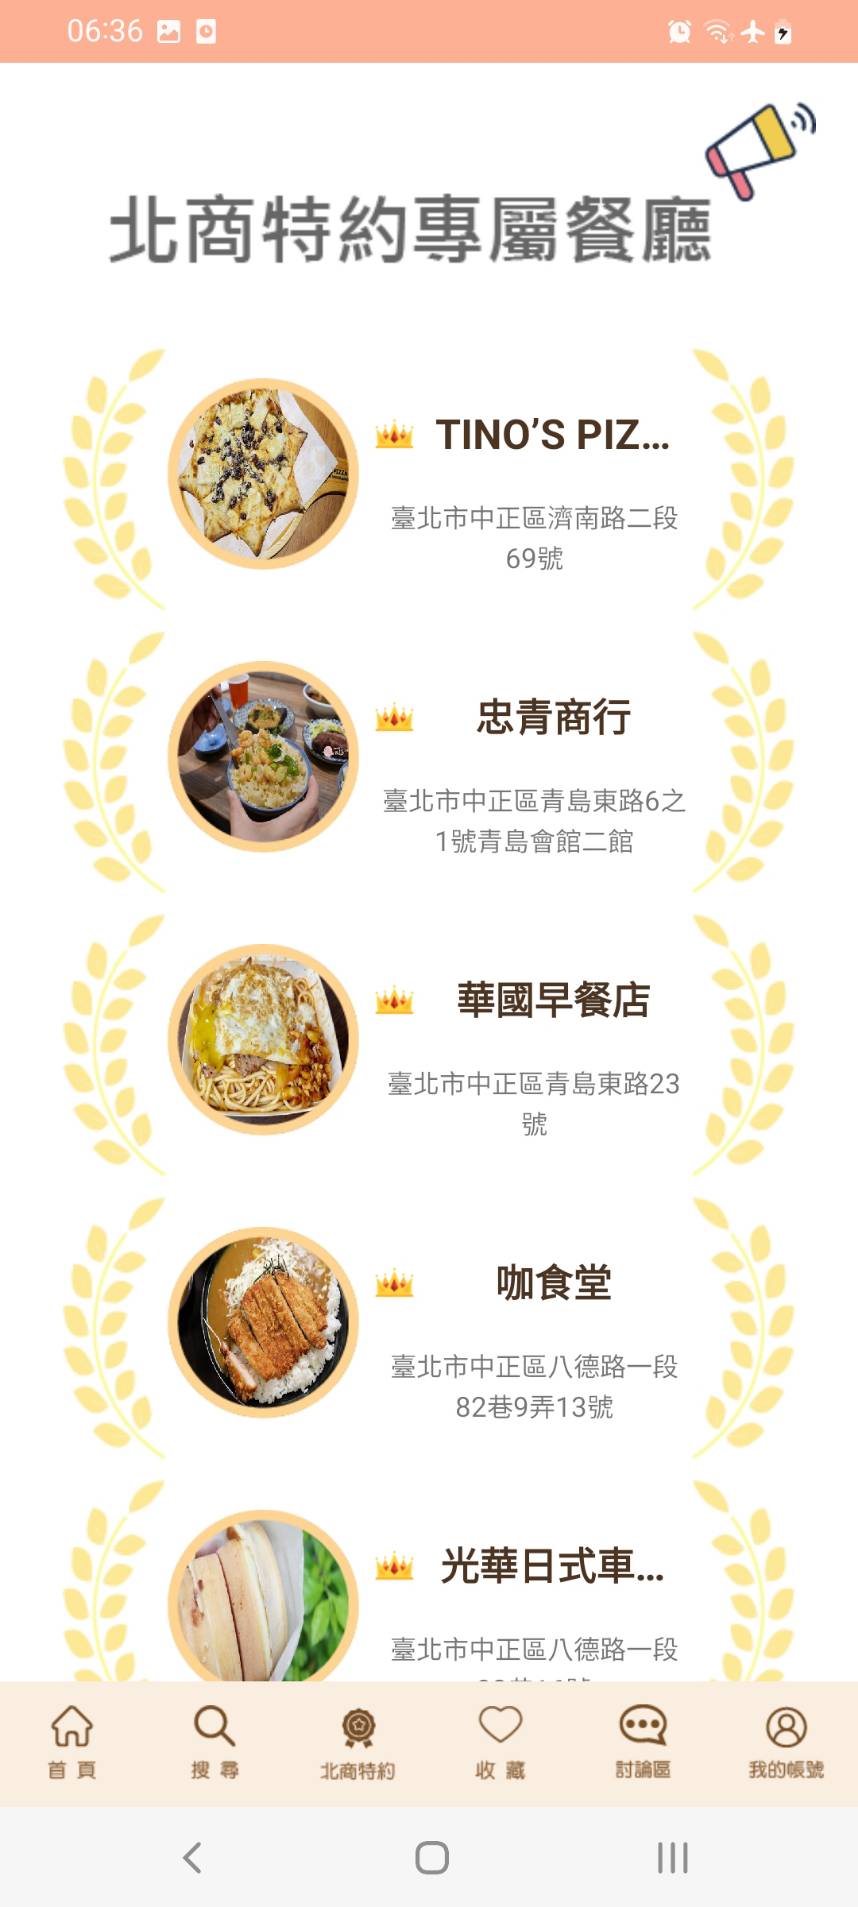 06:36
北商特約專屬餐廳
TINO’S PIZ...
臺北市中正區濟南路二段
69號
忠青商行
臺北市中正區青島東路6之
1號青島會館二館
華國早餐店
臺北市中正區青島東路23
號
咖食堂
臺北市中正區八德路一段
82巷9弄13號
光華日式車...
臺北市中正區八德路一段
首頁
搜尋
北商特約
收藏
討論區
我的帳號